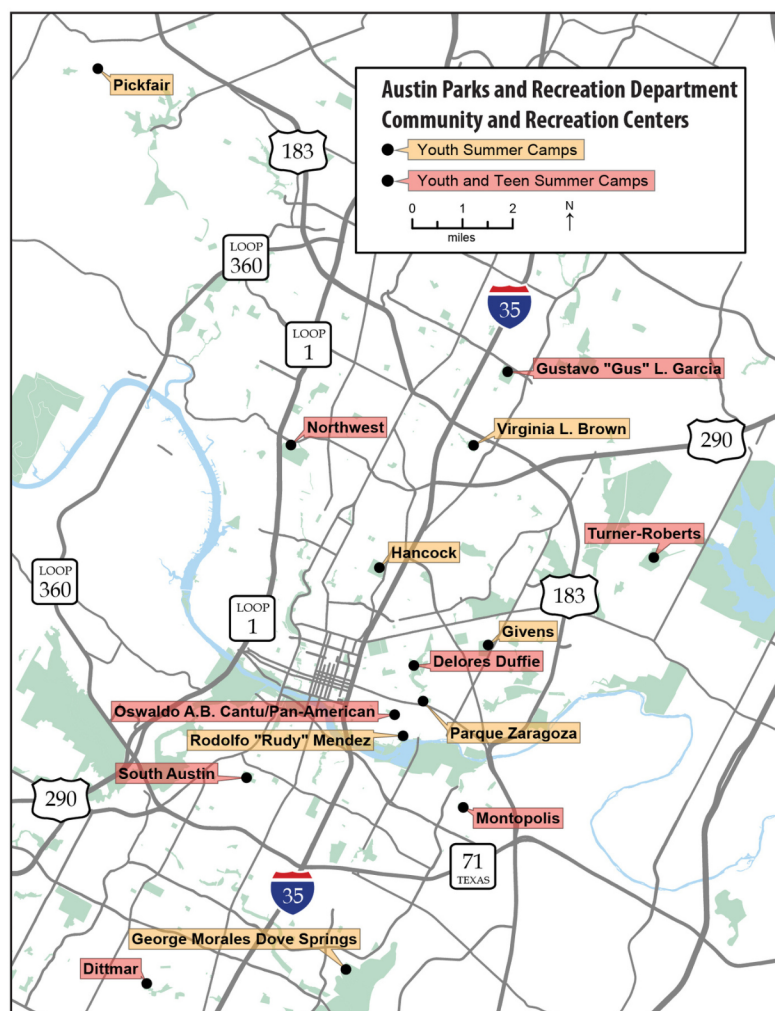 Pickfair
Austin Parks and Recreation Department
Community and Recreation Centers
Youth Summer Camps
Youth and Teen Summer Camps
0 1 2
miles
N
183
LOOP
360
35
LOOP
1
Gustavo "Gus" L. Garcia
Northwest
Virginia L. Brown
290
Turner-Roberts
Hancock
LOOP
360
183
LOOP
1
Givens
Delores Duffie
Oswaldo A.B. Cantu/Pan-American
Parque Zaragoza
Rodolfo "Rudy" Mendez
South Austin
290
Montopolis
71
TEXAS
35
George Morales Dove Springs
Dittmar